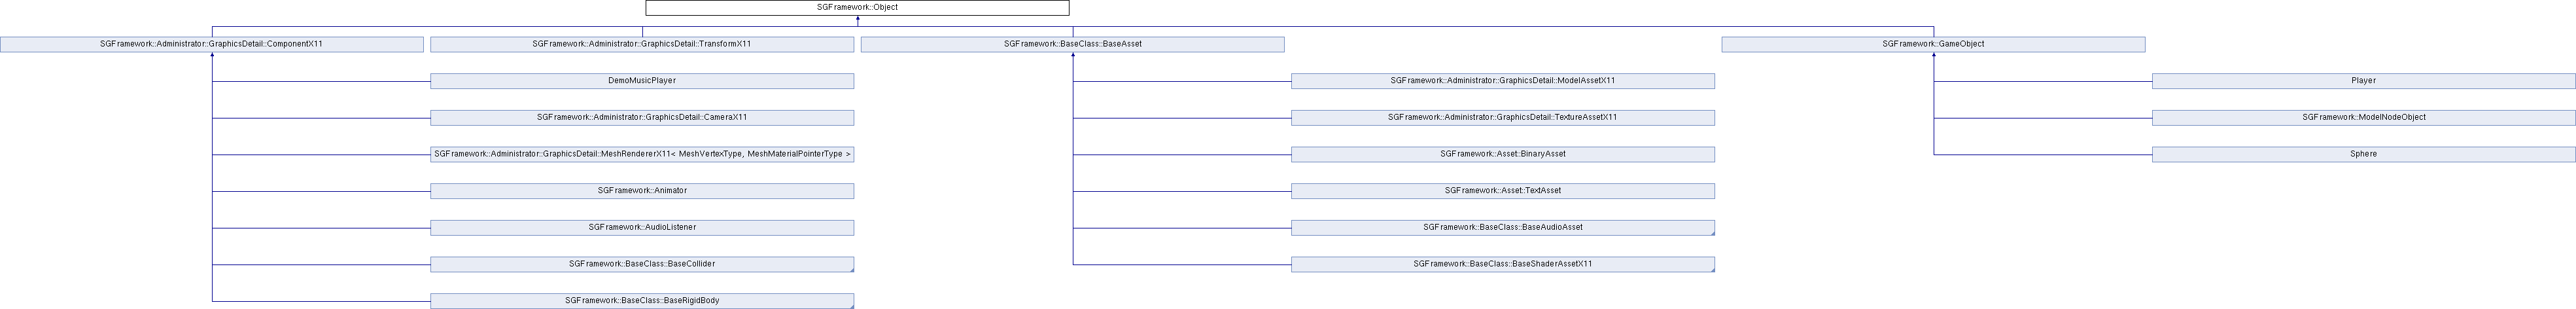 SGFramework::Object
SGFramework::Administrator::GraphicsDetail::ComponentX11
SGFramework::Administrator::GraphicsDetail::TransformX11
SGFramework::BaseClass::BaseAsset
SGFramework::GameObject
DemoMusicPlayer
SGFramework::Administrator::GraphicsDetail::ModelAssetX11
Player
SGFramework::Administrator::GraphicsDetail::CameraX11
SGFramework::Administrator::GraphicsDetail::TextureAssetX11
SGFramework::ModelNodeObject
SGFramework::Administrator::GraphicsDetail::MeshRendererX11< MeshVertexType, MeshMaterialPointerType >
SGFramework::Asset::BinaryAsset
Sphere
SGFramework::Animator
SGFramework::Asset::TextAsset
SGFramework::AudioListener
SGFramework::BaseClass::BaseAudioAsset
SGFramework::BaseClass::BaseCollider
SGFramework::BaseClass::BaseShaderAssetX11
SGFramework::BaseClass::BaseRigidBody